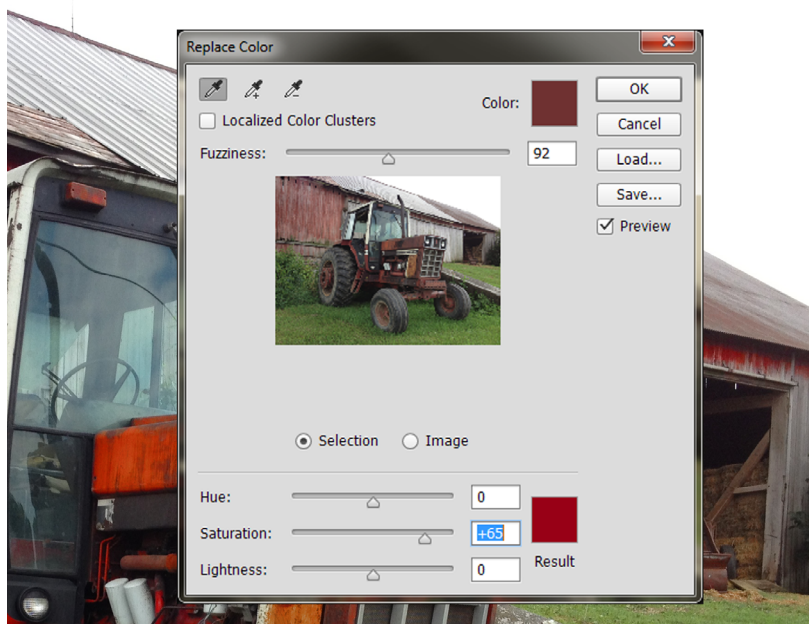 Replace Color
Color:
OK
Localized Color Clusters
Cancel
Fuzziness:
92
Load...
Save...
Preview
Selection
Image
Hue:
0
Saturation:
+65
Lightness:
0
Result